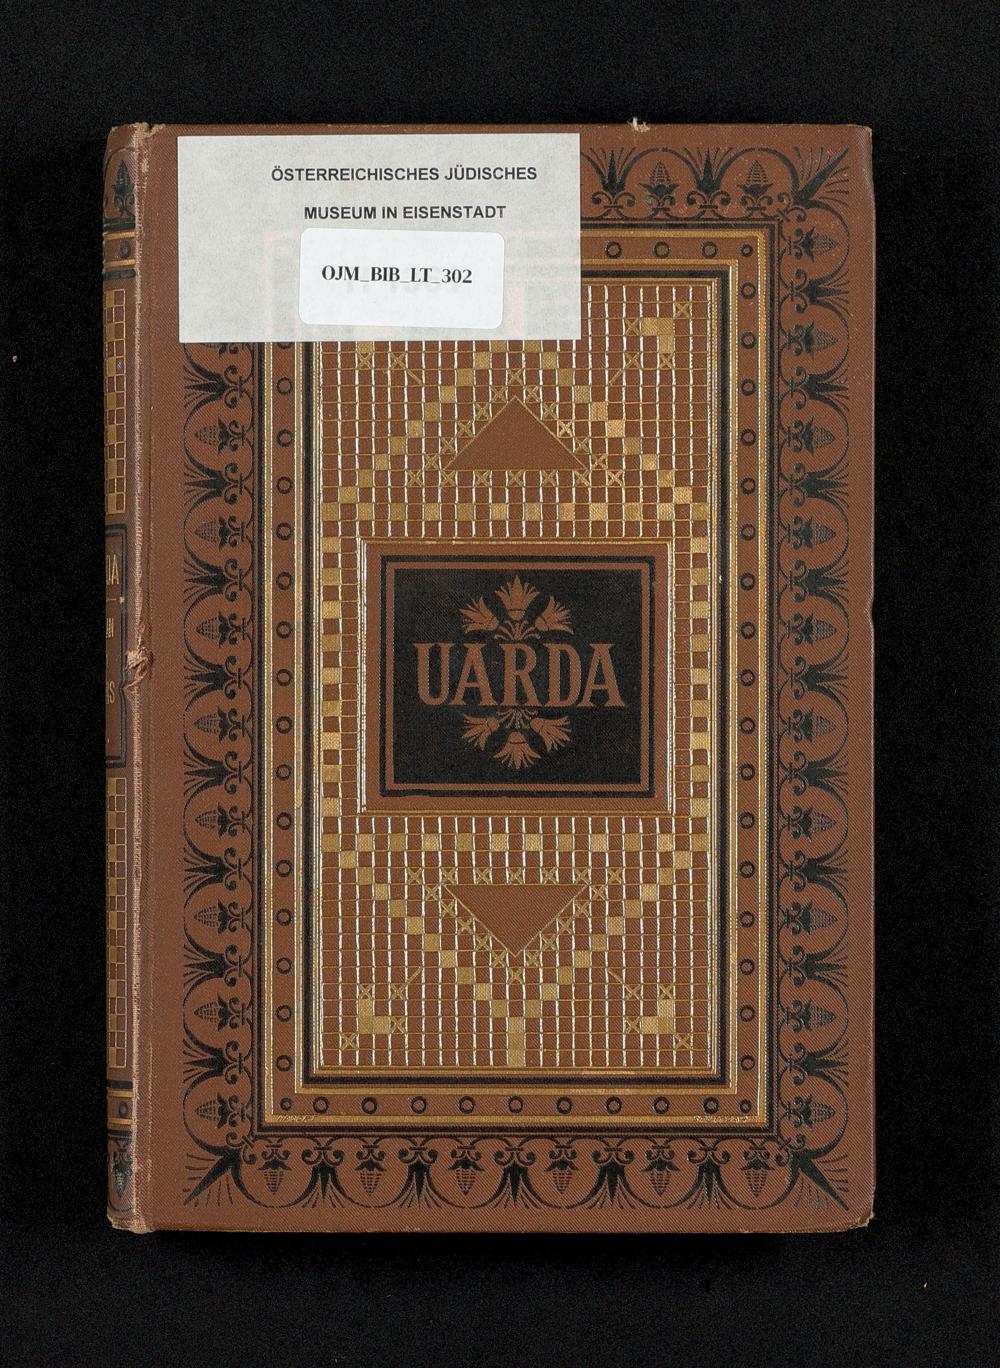 ÖSTERREICHISCHES JÜDISCHES
MUSEUM IN EISENSTADT
OJM_BIB_LT_302
UARDA